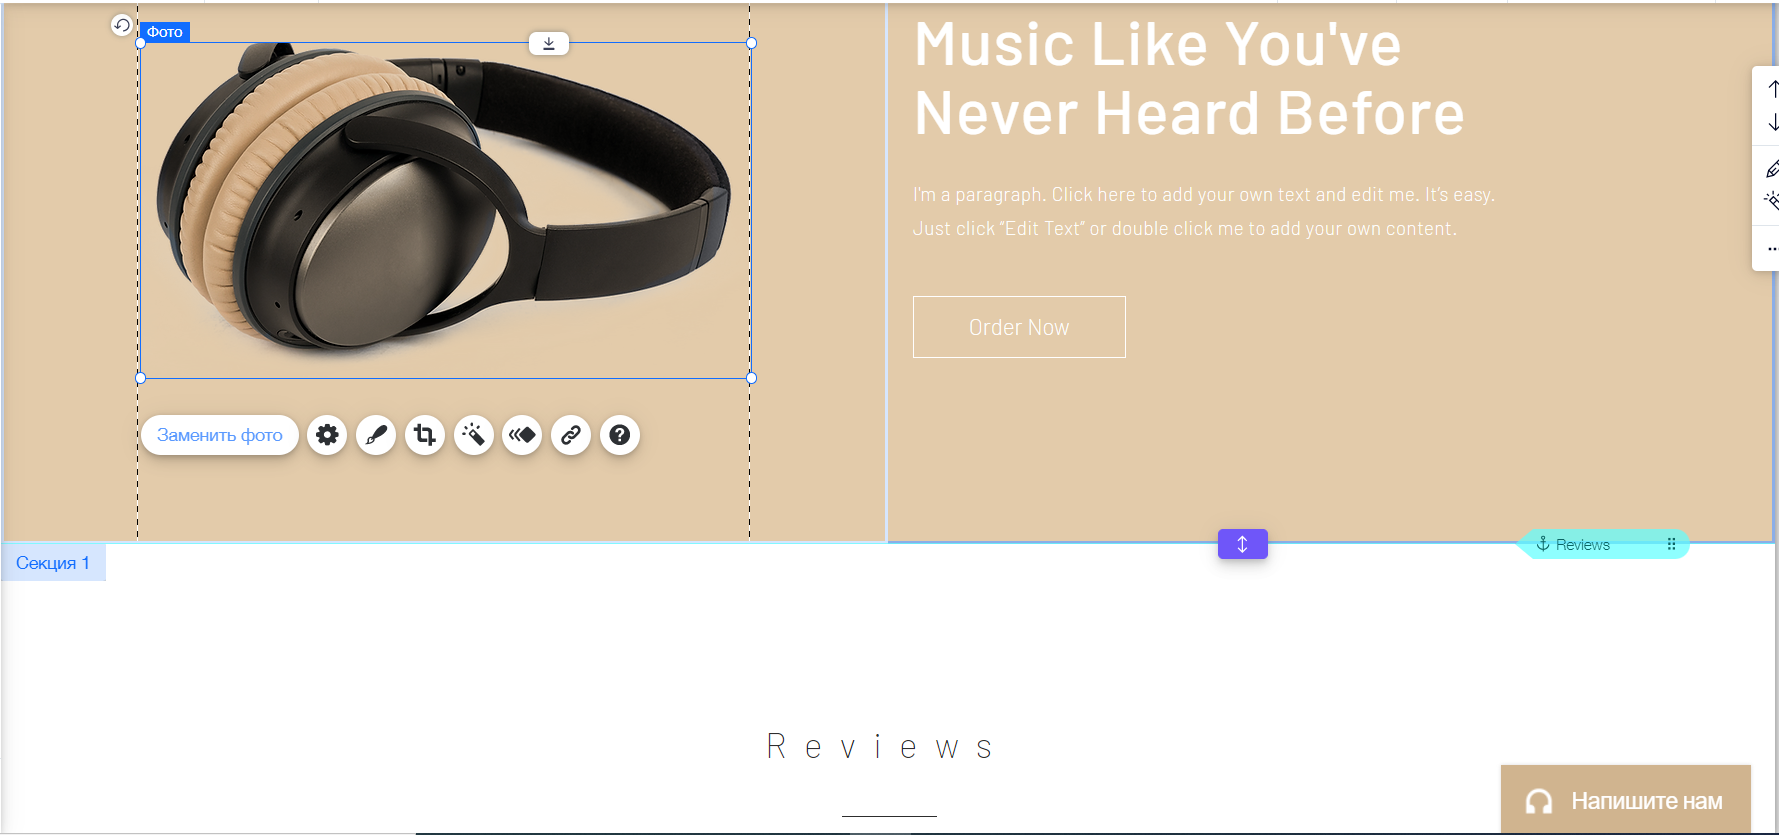 Фото
Music Like You've
Never Heard Before
I'm a paragraph. Click here to add your own text and edit me. It's easy.
Just click “Edit Text” or double click me to add your own content.
Order Now
Заменить фото
Reviews
Секция 1
Reviews
Напишите нам